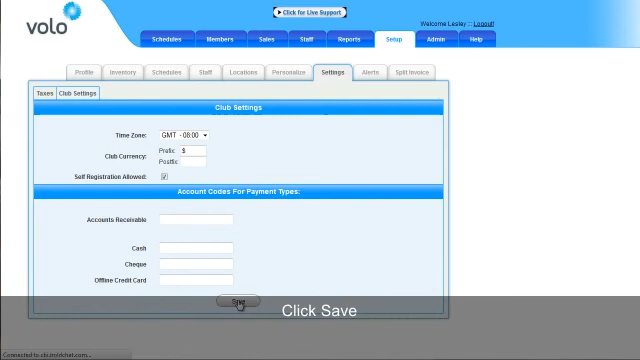 volo
Click for Live Support
Welcome Lesley :: Logout
Schedules Members Sales Staff Reports Setup Admin Help
Profile Inventory Schedules Staff Locations Personalize Settings Alerts Split Invoice
Taxes Club Settings
Club Settings
Time Zone: GMT - 08:00
Club Currency: Prefix: $
Postfix:
Self Registration Allowed:
Account Codes For Payment Types:
Accounts Receivable
Cash
Cheque
Offline Credit Card
Save
Click Save